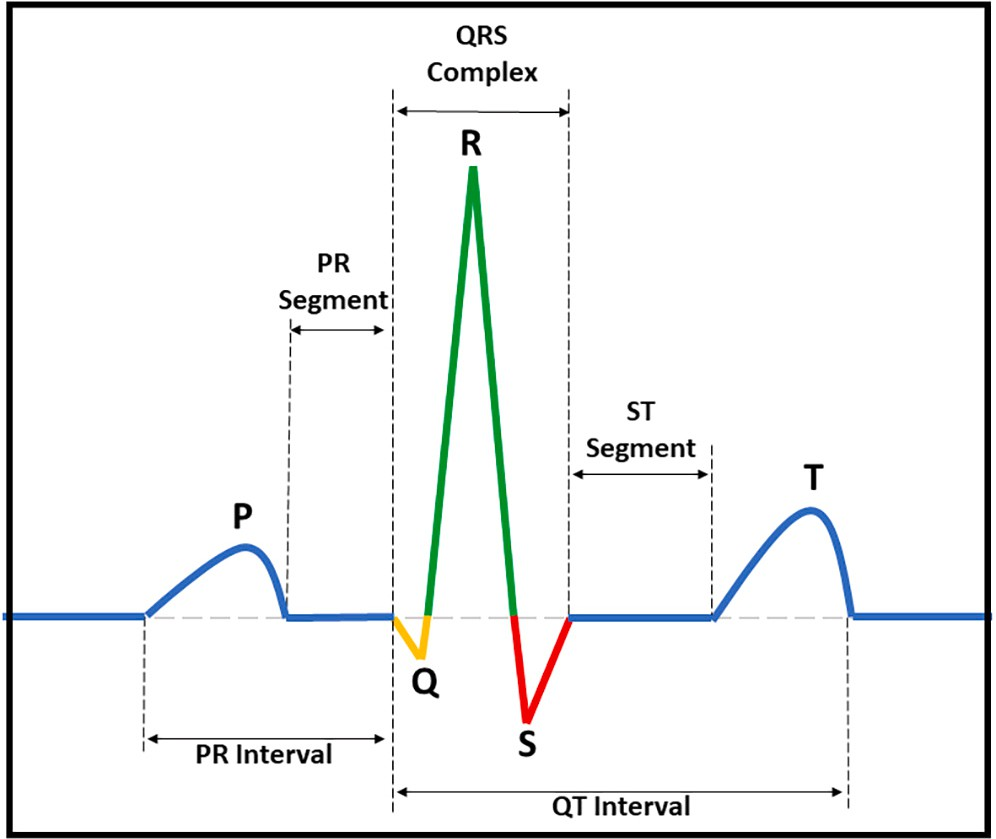 QRS
Complex
R
PR
Segment
ST
Segment
T
P
Q
S
PR Interval
QT Interval